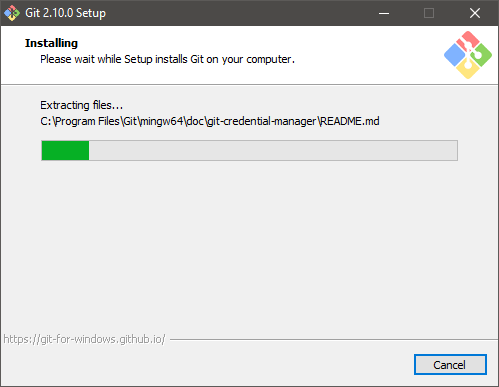 Git 2.10.0 Setup
Installing
Please wait while Setup installs Git on your computer.
Extracting files...
C:\Program Files\Git\mingw64\doc\git-credential-manager\README.md
https://git-for-windows.github.io/
Cancel